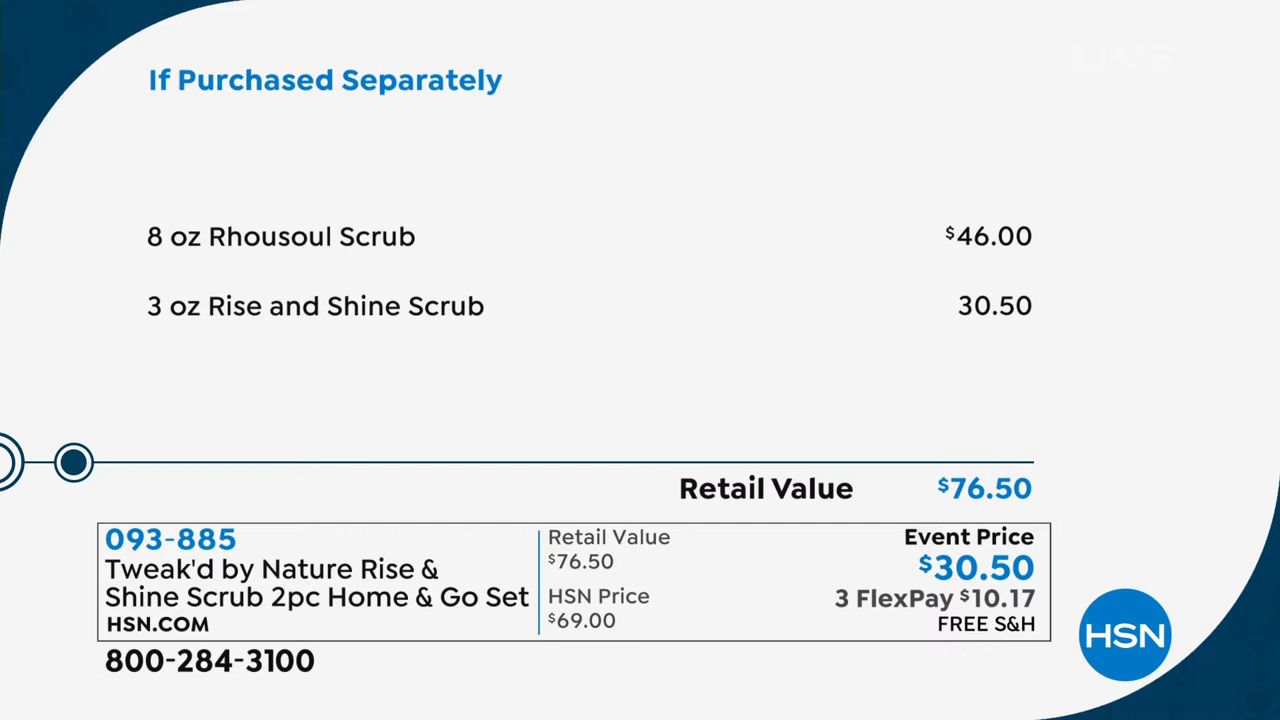 If Purchased Separately
8 oz Rhousoul Scrub $46.00
3 oz Rise and Shine Scrub 30.50
Retail Value $76.50
093-885
Tweak'd by Nature Rise &
Shine Scrub 2pc Home & Go Set
HSN.COM
Retail Value
$76.50
HSN Price
$69.00
Event Price
$30.50
3 FlexPay $10.17
FREE S&H
800-284-3100
HSN